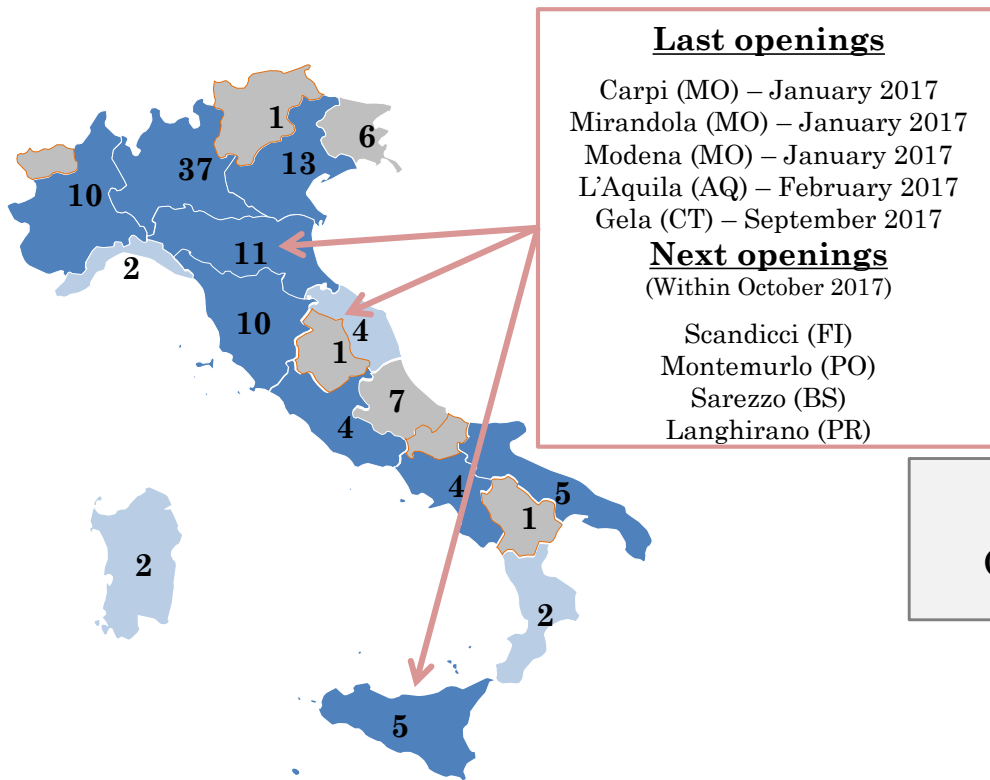 Last openings
Carpi (MO) – January 2017
Mirandola (MO) – January 2017
Modena (MO) – January 2017
L’Aquila (AQ) – February 2017
Gela (CT) – September 2017
Next openings
(Within October 2017)
Scandicci (FI)
Montemurlo (PO)
Sarezzo (BS)
Langhirano (PR)
1
6
37
13
10
11
2
10
4
1
7
4
4
5
1
2
2
5